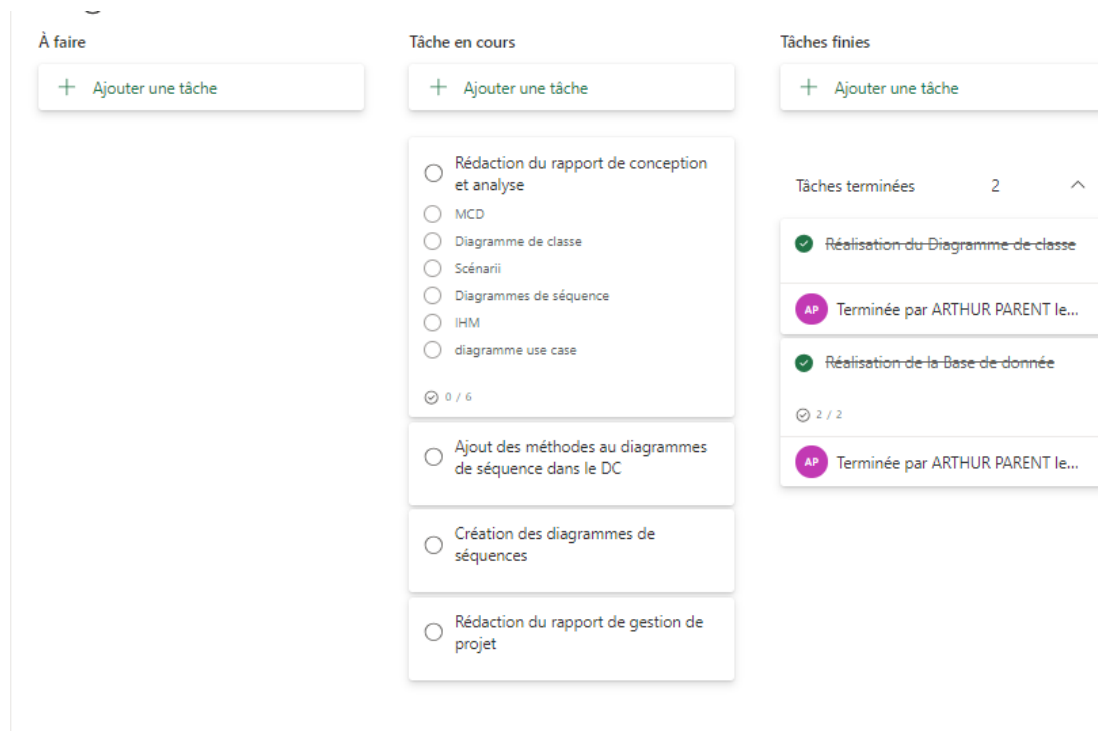 À faire
Ajouter une tâche
Tâche en cours
Ajouter une tâche
Rédaction du rapport de conception
et analyse
MCD
Diagramme de classe
Scénarii
Diagrammes de séquence
IHM
diagramme use case
0 / 6
Ajout des méthodes au diagrammes
de séquence dans le DC
Création des diagrammes de
séquences
Rédaction du rapport de gestion de
projet
Tâches finies
Ajouter une tâche
Tâches terminées 2
Réalisation du Diagramme de classe
AP Terminée par ARTHUR PARENT le...
Réalisation de la Base de donnée
2 / 2
AP Terminée par ARTHUR PARENT le...